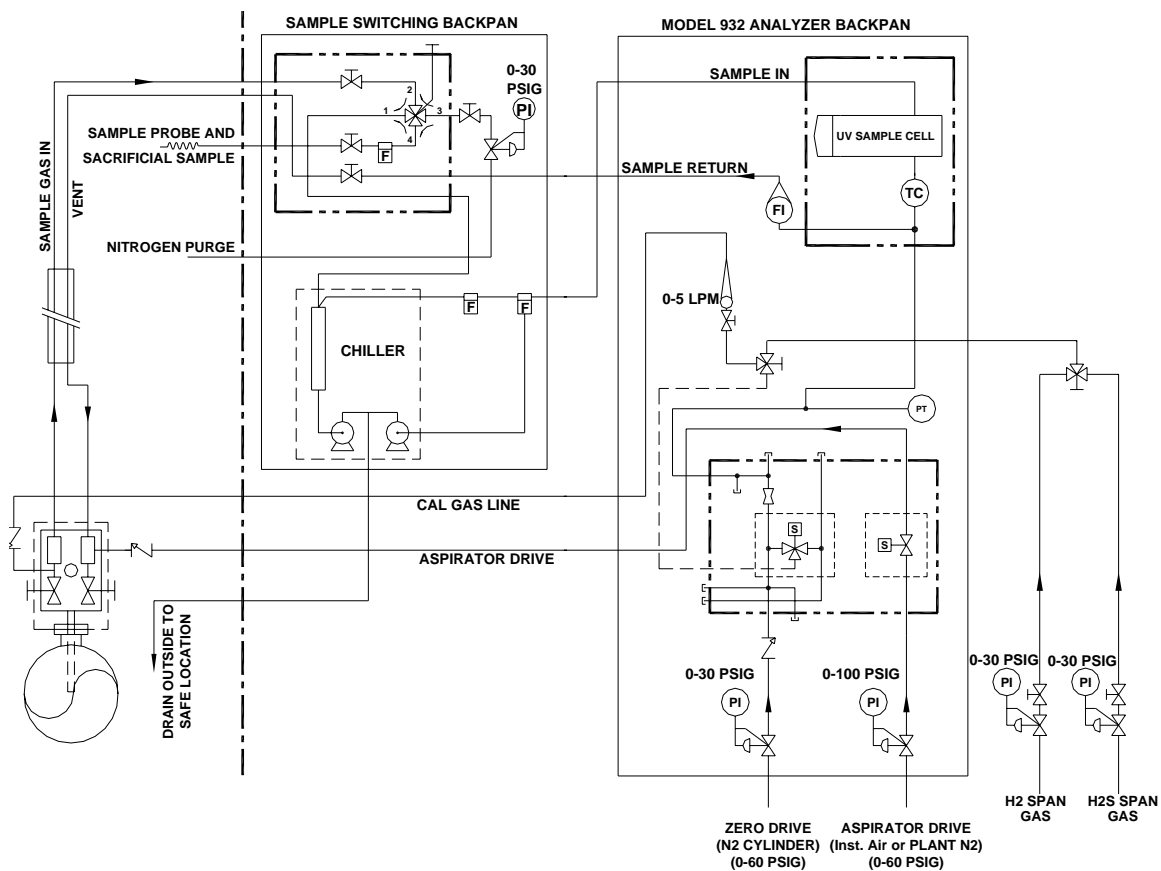 SAMPLE SWITCHING BACKPAN
MODEL 932 ANALYZER BACKPAN
0-30
PSIG
PI
SAMPLE IN
2
1
3
4
SAMPLE PROBE AND
SACRIFICIAL SAMPLE
F
UV SAMPLE CELL
SAMPLE GAS IN
VENT
SAMPLE RETURN
TC
FI
NITROGEN PURGE
0-5 LPM
F
F
CHILLER
PT
CAL GAS LINE
S
S
ASPIRATOR DRIVE
DRAIN OUTSIDE TO
SAFE LOCATION
0-30 PSIG
PI
0-100 PSIG
PI
0-30 PSIG
PI
0-30 PSIG
PI
H2 SPAN
GAS
H2S SPAN
GAS
ZERO DRIVE
(N2 CYLINDER)
(0-60 PSIG)
ASPIRATOR DRIVE
(Inst. Air or PLANT N2)
(0-60 PSIG)